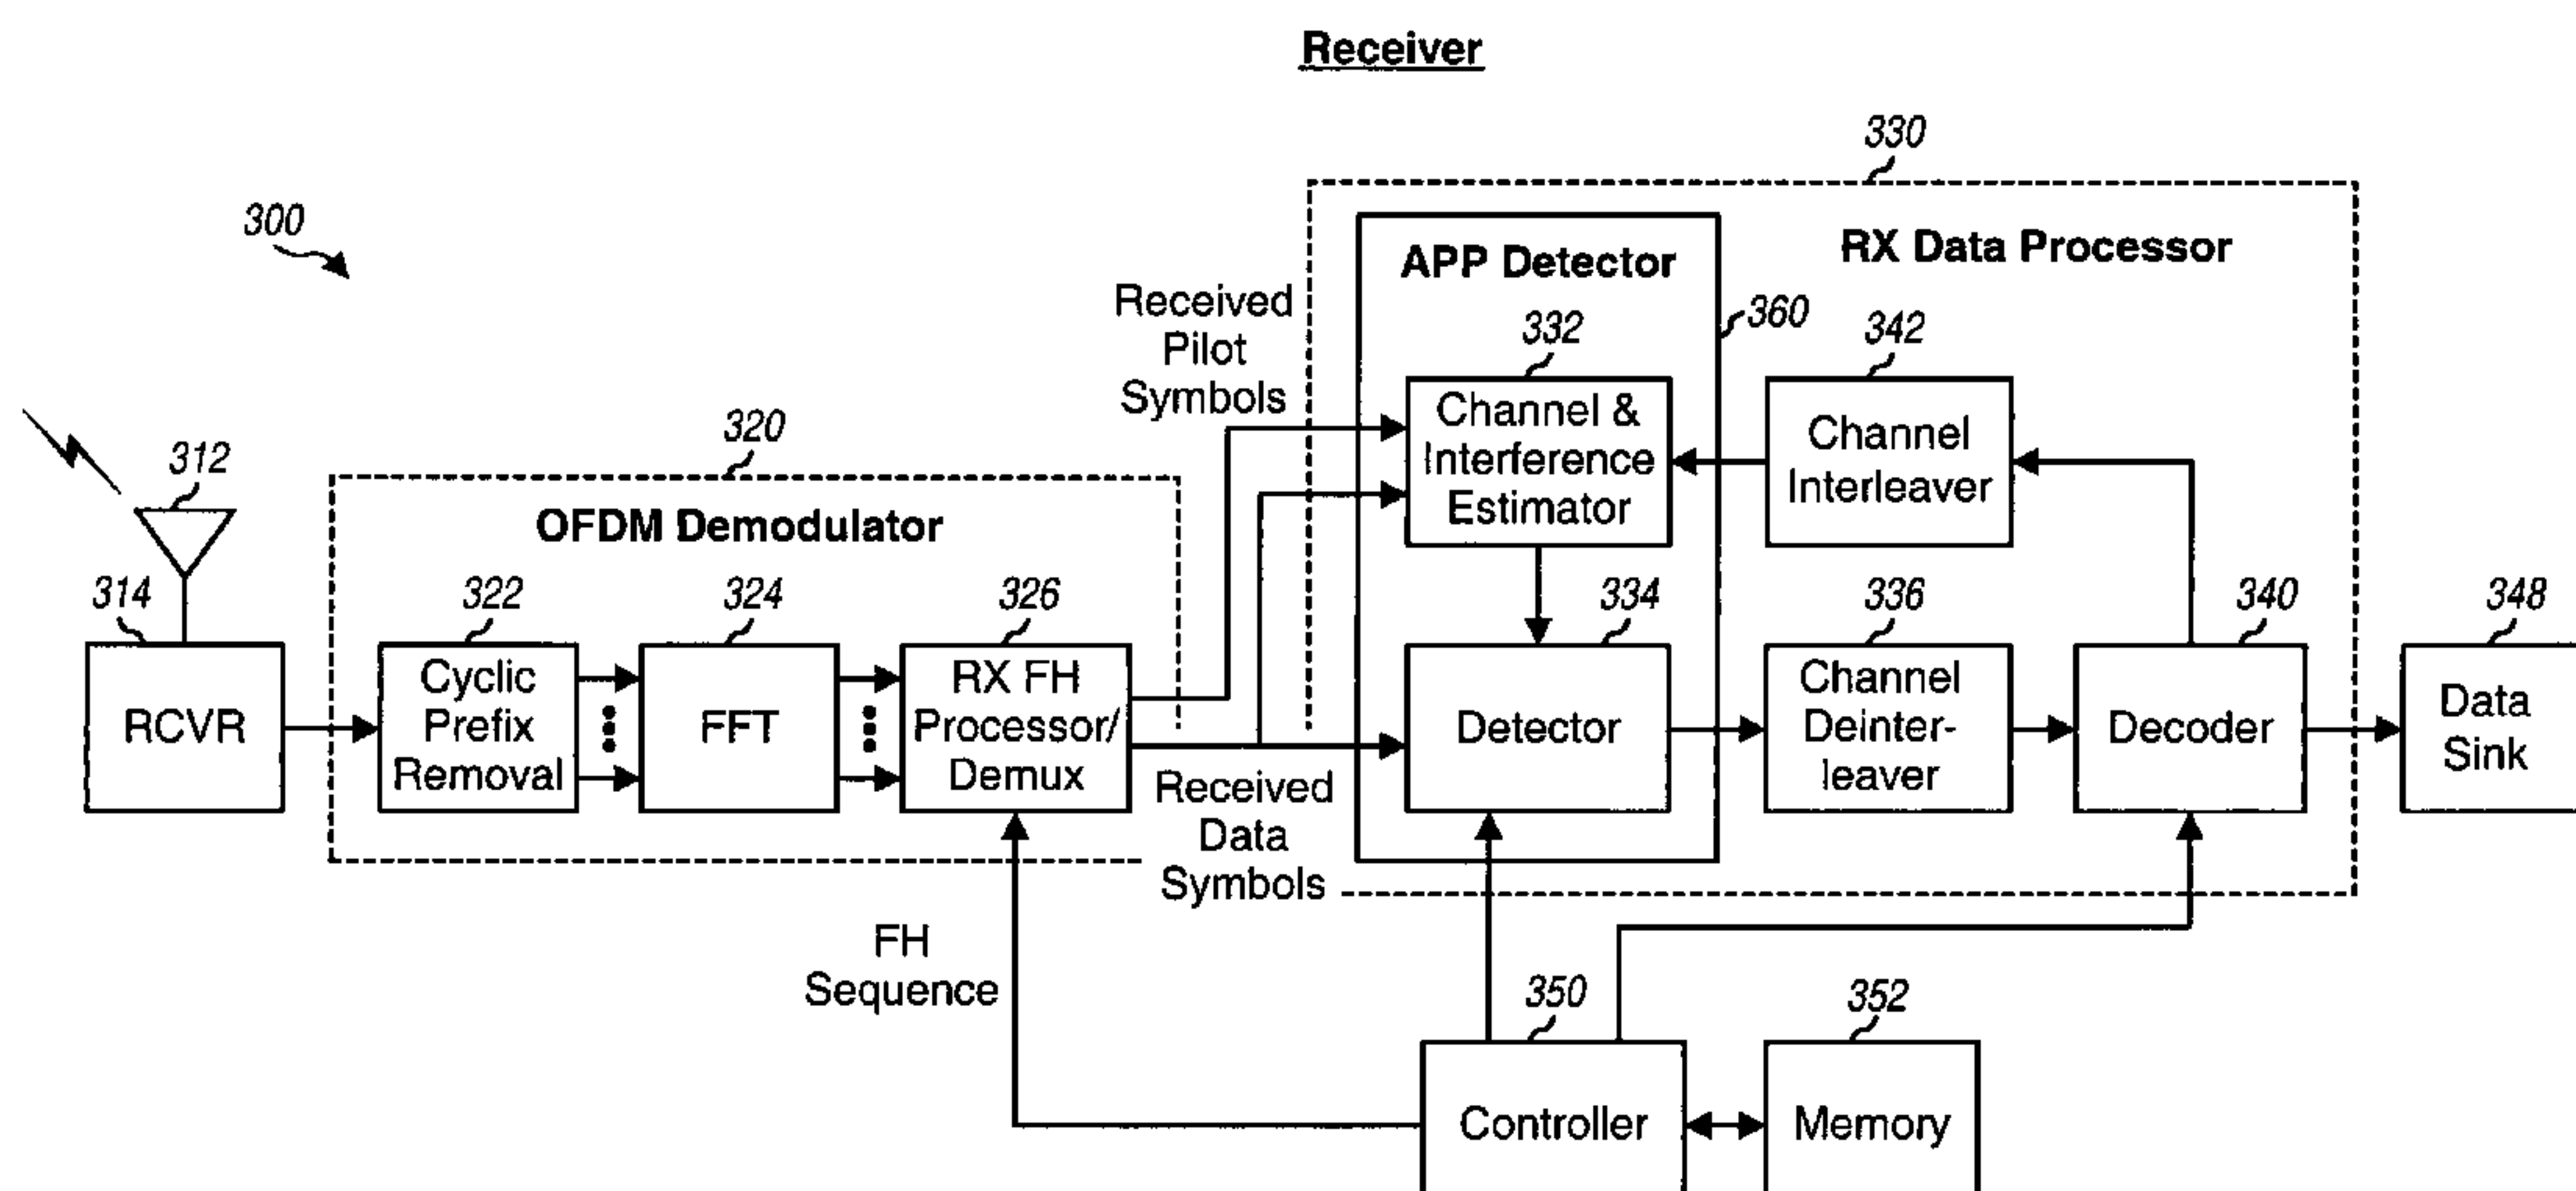 Receiver
330
300
RX Data Processor
APP Detector
360
Received
Pilot
Symbols
332
342
Channel &
Interference
Estimator
Channel
Interleaver
320
312
OFDM Demodulator
314
322
324
326
334
336
340
348
RCVR
Cyclic
Prefix
Removal
FFT
RX FH
Processor/
Demux
Detector
Channel
Deinter-
leaver
Decoder
Data
Sink
Received
Data
Symbols
FH
Sequence
350
352
Controller
Memory